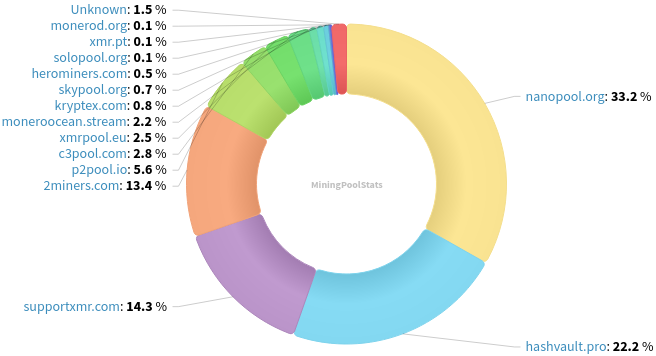 Unknown: 1.5 %
monerod.org: 0.1 %
xmr.pt: 0.1 %
solopool.org: 0.1 %
herominers.com: 0.5 %
skypool.org: 0.7 %
kryptex.com: 0.8 %
moneroocean.stream: 2.2 %
xmrpool.eu: 2.5 %
c3pool.com: 2.8 %
p2pool.io: 5.6 %
2miners.com: 13.4 %
supportxmr.com: 14.3 %
MiningPoolStats
nanopool.org: 33.2 %
hashvault.pro: 22.2 %